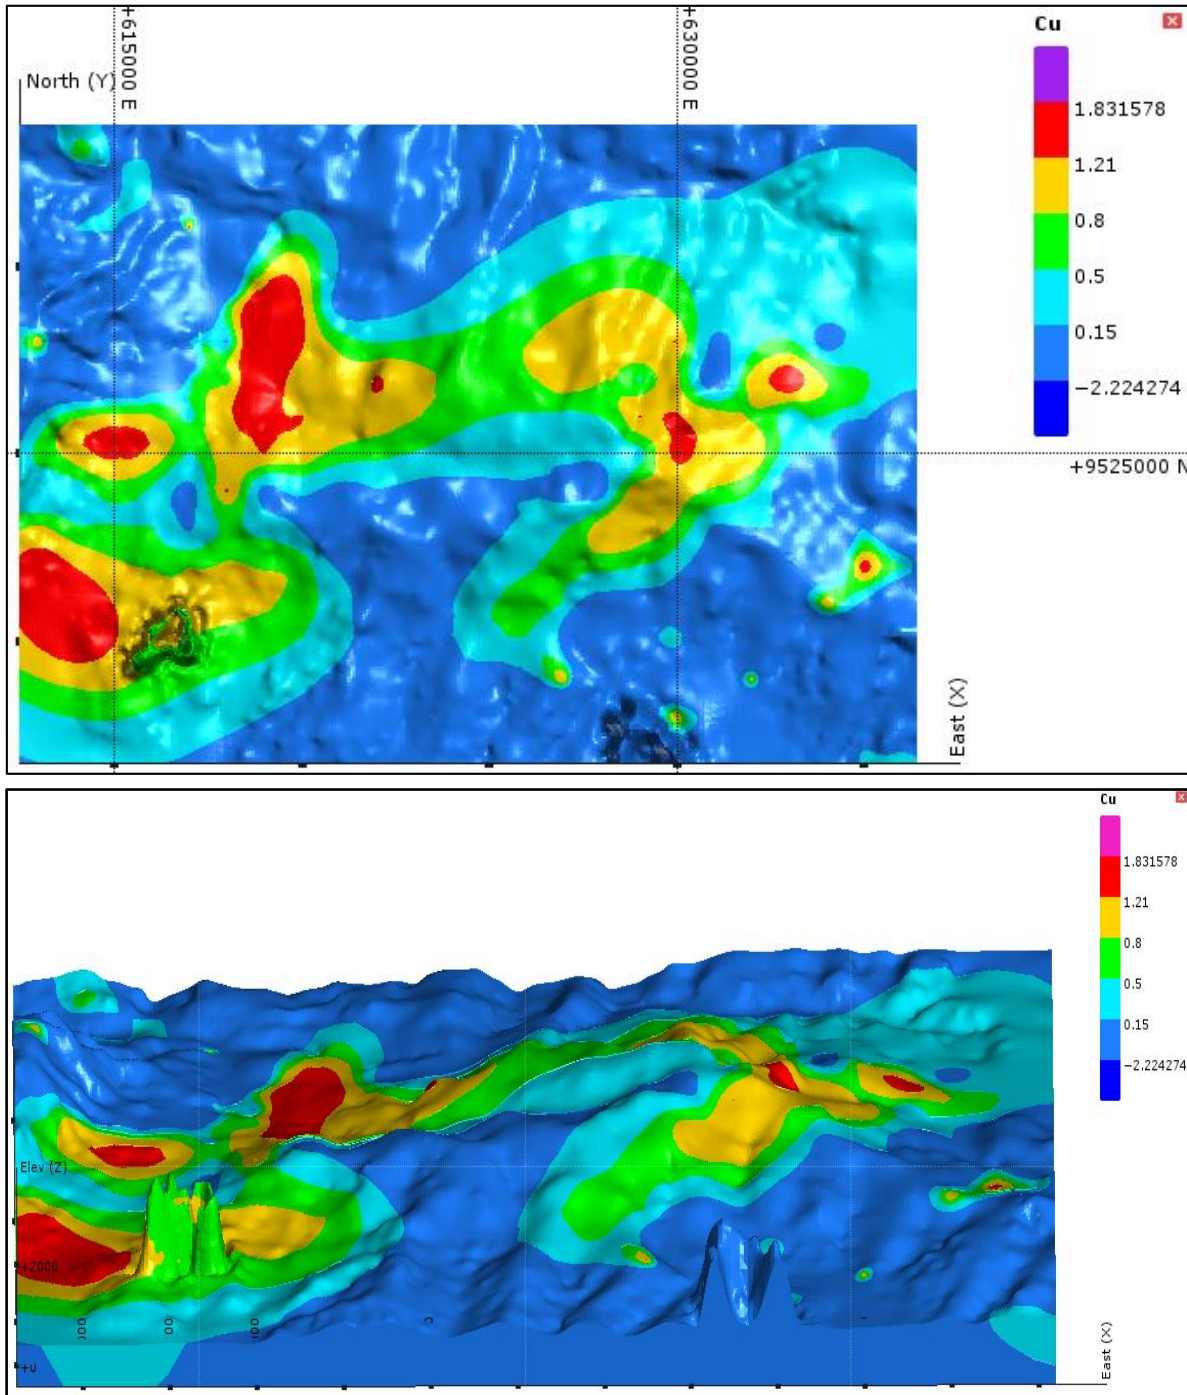 +615000 E
+630000 E
North (Y)
Cu
1.831578
1.21
0.8
0.5
0.15
−2.224274
+9525000 N
East (X)
Cu
1.831578
1.21
0.8
0.5
0.15
−2.224274
Elev (Z)
+2000
+0
East (X)